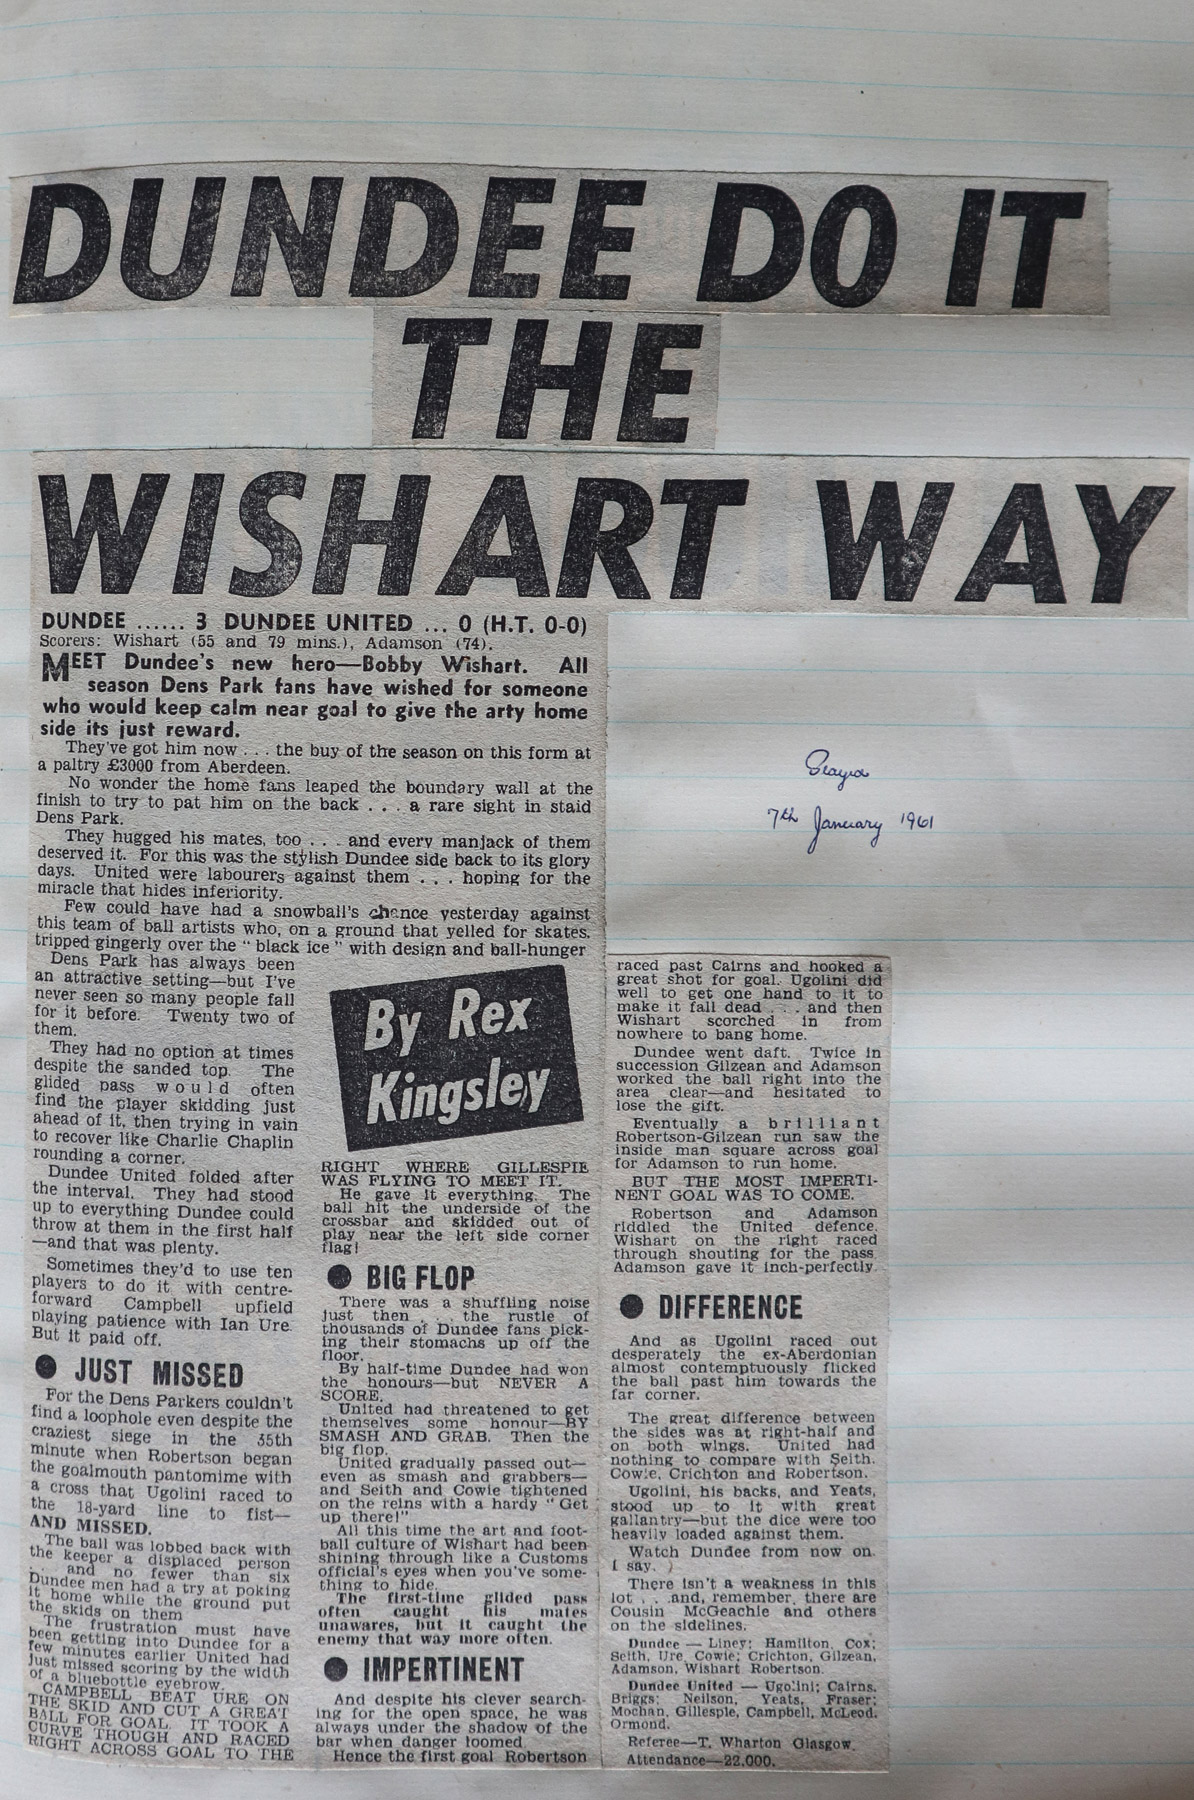 DUNDEE DO IT
THE
WISHART WAY
DUNDEE ...... 3 DUNDEE UNITED ... 0 (H.T. 0-0)
Scorers: Wishart (55 and 79 mins.), Adamson (74).
MEET Dundee's new hero—Bobby Wishart. All
season Dens Park fans have wished for someone
who would keep calm near goal to give the arty home
side its just reward.
They've got him now . . . the buy of the season on this form at
a paltry £3000 from Aberdeen.
No wonder the home fans leaped the boundary wall at the
finish to try to pat him on the back . . . a rare sight in staid
Dens Park.
They hugged his mates, too . . . and every manjack of them
deserved it. For this was the stylish Dundee side back to its glory
days. United were labourers against them . . . hoping for the
miracle that hides inferiority.
Few could have had a snowball's chance yesterday against
this team of ball artists who, on a ground that yelled for skates,
tripped gingerly over the "black ice" with design and ball-hunger
Dens Park has always been
an attractive setting—but I've
never seen so many people fall
for it before. Twenty two of
them.
They had no option at times
despite the sanded top. The
glided pass would often
find the player skidding just
ahead of it, then trying in vain
to recover like Charlie Chaplin
rounding a corner.
Dundee United folded after
the interval. They had stood
up to everything Dundee could
throw at them in the first half
—and that was plenty.
Sometimes they'd to use ten
players to do it with centre-
forward Campbell upfield
playing patience with Ian Ure.
But it paid off.
● JUST MISSED
For the Dens Parkers couldn't
find a loophole even despite the
craziest siege in the 35th
minute when Robertson began
the goalmouth pantomime with
a cross that Ugolini raced to
the 18-yard line to fist—
AND MISSED.
The ball was lobbed back with
the keeper a displaced person
. . and no fewer than six
Dundee men had a try at poking
it home while the ground put
the skids on them
The frustration must have
been getting into Dundee for a
few minutes earlier United had
just missed scoring by the width
of a bluebottle eyebrow.
CAMPBELL BEAT URE ON
THE SKID AND CUT A GREAT
BALL FOR GOAL. IT TOOK A
CURVE THOUGH AND RACED
RIGHT ACROSS GOAL TO THE
By Rex
Kingsley
RIGHT WHERE GILLESPIE
WAS FLYING TO MEET IT.
He gave it everything. The
ball hit the underside of the
crossbar and skidded out of
play near the left side corner
flag!
● BIG FLOP
There was a shuffling noise
just then . . . the rustle of
thousands of Dundee fans pick-
ing their stomachs up off the
floor.
By half-time Dundee had won
the honours—but NEVER A
SCORE.
United had threatened to get
themselves some honour—BY
SMASH AND GRAB. Then the
big flop.
United gradually passed out—
even as smash and grabbers—
and Seith and Cowie tightened
on the reins with a hardy "Get
up there!"
All this time the art and foot-
ball culture of Wishart had been
shining through like a Customs
official's eyes when you've some-
thing to hide.
The first-time glided pass
often caught his mates
unawares, but it caught the
enemy that way more often.
● IMPERTINENT
And despite his clever search-
ing for the open space, he was
always under the shadow of the
bar when danger loomed.
Hence the first goal Robertson
7th January 1961
raced past Cairns and hooked a
great shot for goal. Ugolini did
well to get one hand to it to
make it fall dead . . . and then
Wishart scorched in from
nowhere to bang home.
Dundee went daft. Twice in
succession Gilzean and Adamson
worked the ball right into the
area clear—and hesitated to
lose the gift.
Eventually a brilliant
Robertson-Gilzean run saw the
inside man square across goal
for Adamson to run home.
BUT THE MOST IMPERTI-
NENT GOAL WAS TO COME.
Robertson and Adamson
riddled the United defence.
Wishart on the right raced
through shouting for the pass.
Adamson gave it inch-perfectly.
● DIFFERENCE
And as Ugolini raced out
desperately the ex-Aberdonian
almost contemptuously flicked
the ball past him towards the
far corner.
The great difference between
the sides was at right-half and
on both wings. United had
nothing to compare with Seith,
Cowie, Crichton and Robertson.
Ugolini, his backs, and Yeats,
stood up to it with great
gallantry—but the dice were too
heavily loaded against them.
Watch Dundee from now on,
I say.
There isn't a weakness in this
lot . . . and, remember, there are
Cousin McGeachie and others
on the sidelines.
Dundee — Liney; Hamilton, Cox;
Seith, Ure, Cowie; Crichton, Gilzean,
Adamson, Wishart Robertson.
Dundee United — Ugolini; Cairns,
Briggs; Neilson, Yeats, Fraser;
Mochan, Gillespie, Campbell, McLeod,
Ormond.
Referee—T. Wharton Glasgow.
Attendance—22,000.